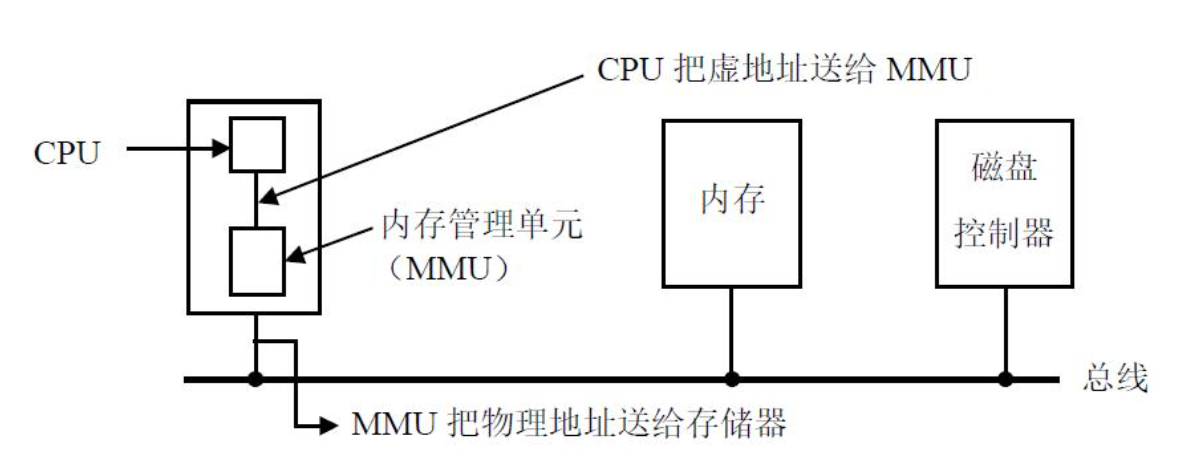 CPU 把虚地址送给 MMU
CPU
内存管理单元
（MMU）
内存
磁盘
控制器
总线
MMU 把物理地址送给存储器